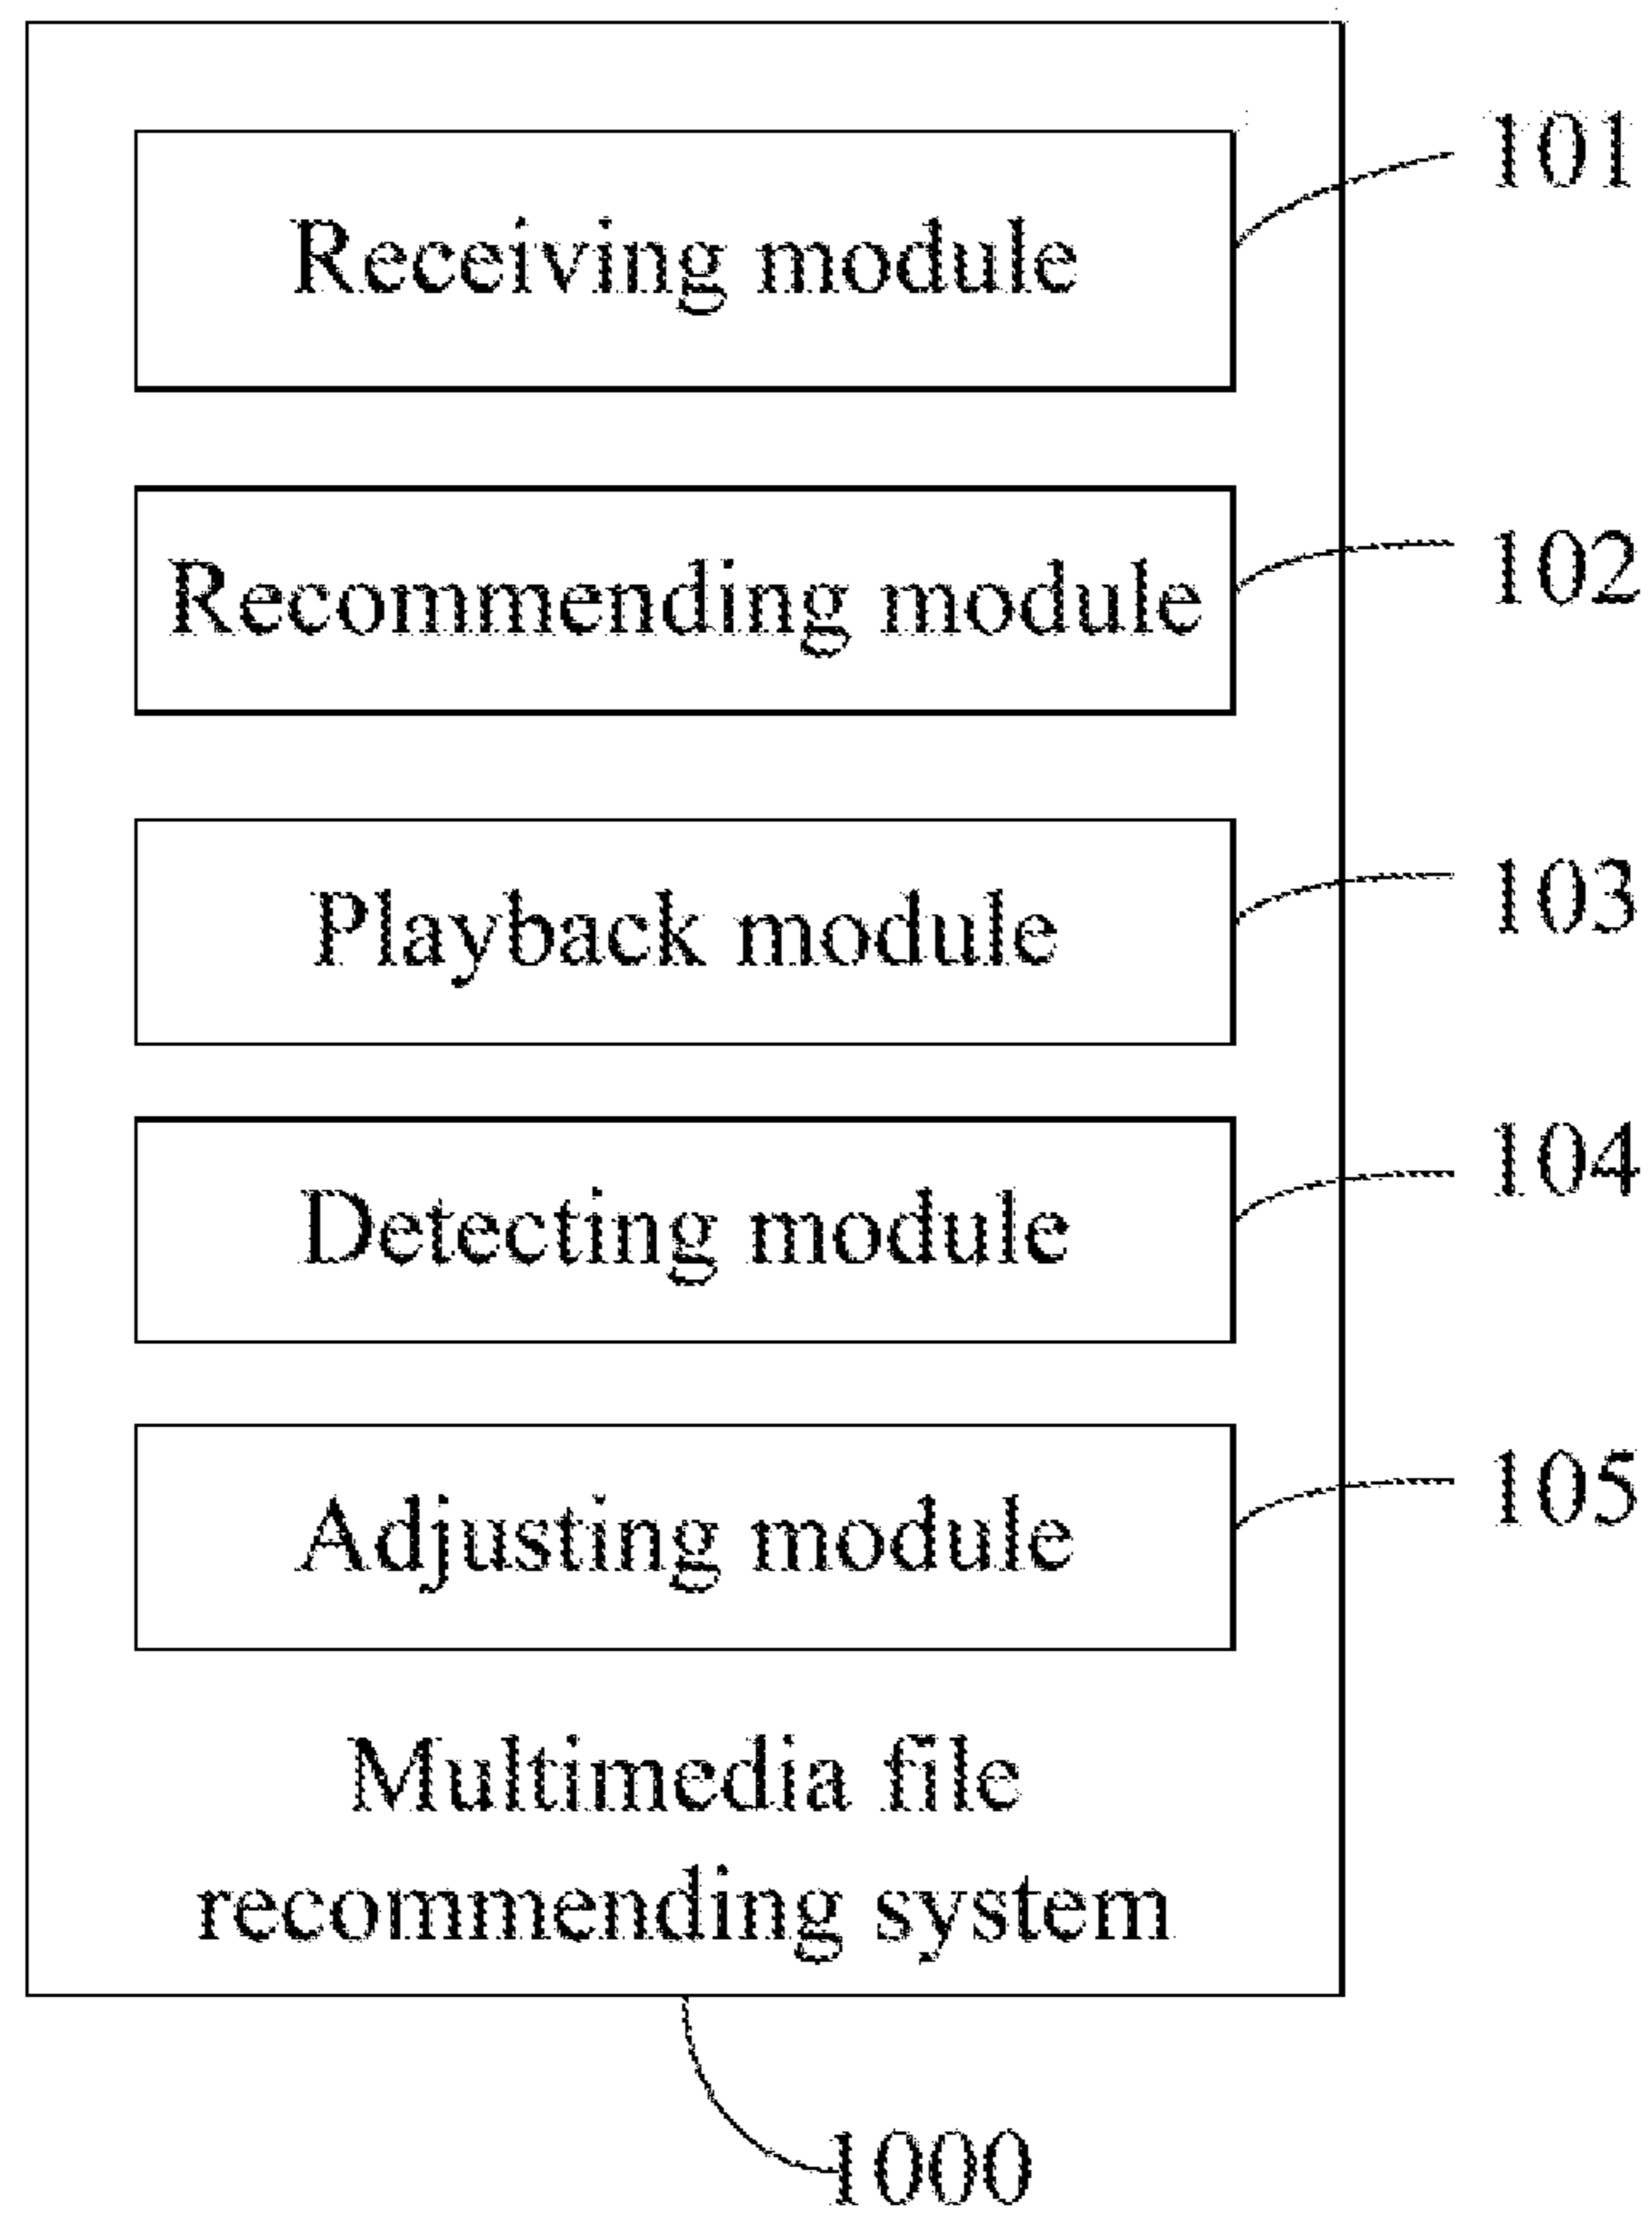 Receiving module
101
Recommending module
102
Playback module
103
Detecting module
104
Adjusting module
105
Multimedia file
recommending system
1000